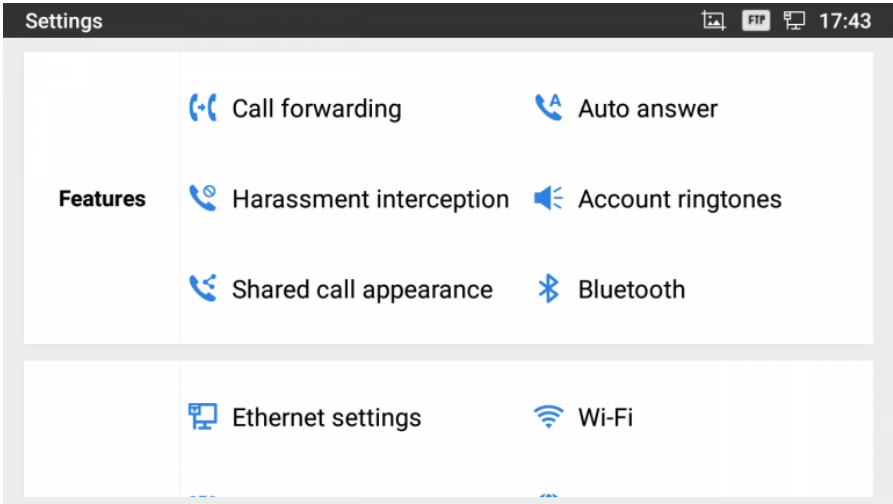 Settings
FTP 17:43
Call forwarding
A
Auto answer
Features
Harassment interception
Account ringtones
Shared call appearance
Bluetooth
Ethernet settings
Wi-Fi